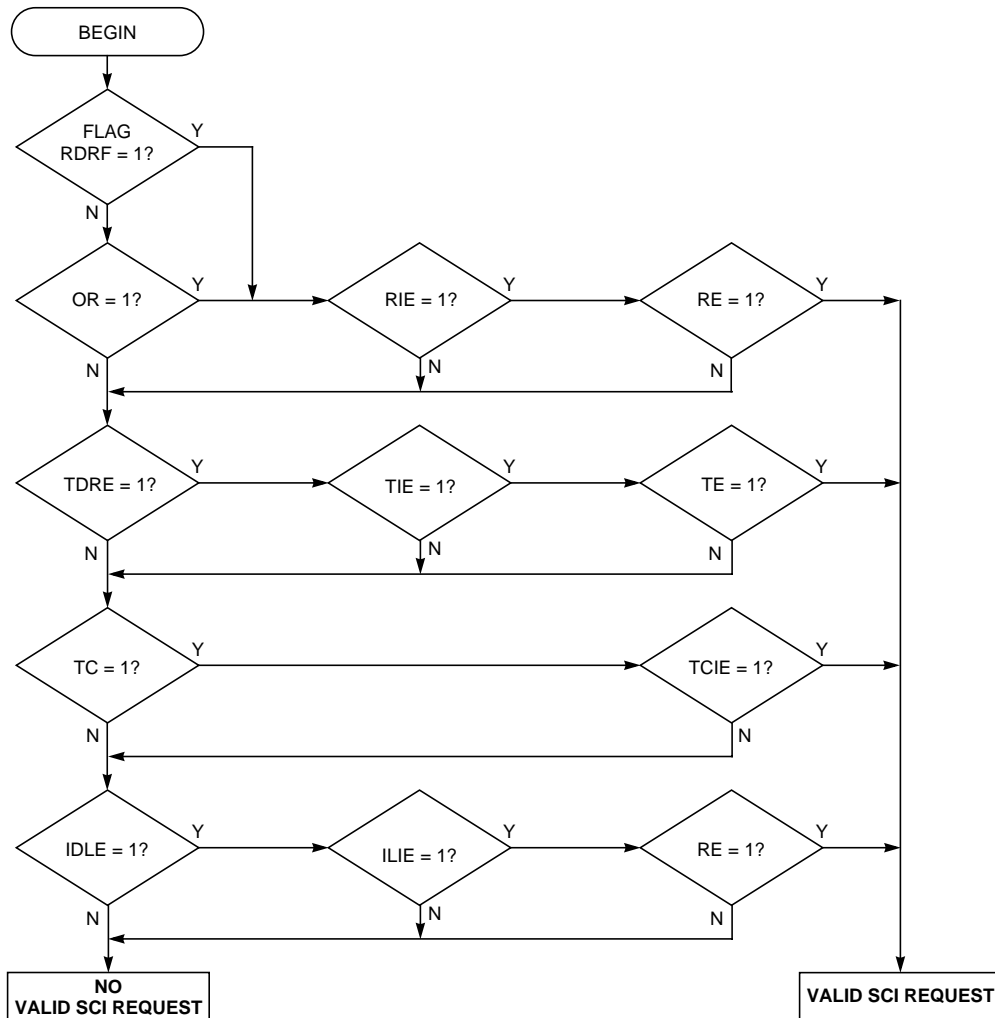 BEGIN
FLAG
RDRF = 1?
Y
N
OR = 1?
Y
N
RIE = 1?
Y
N
RE = 1?
Y
N
TDRE = 1?
Y
N
TIE = 1?
Y
N
TE = 1?
Y
N
TC = 1?
Y
N
TCIE = 1?
Y
N
IDLE = 1?
Y
N
ILIE = 1?
Y
N
RE = 1?
Y
N
NO
VALID SCI REQUEST
VALID SCI REQUEST